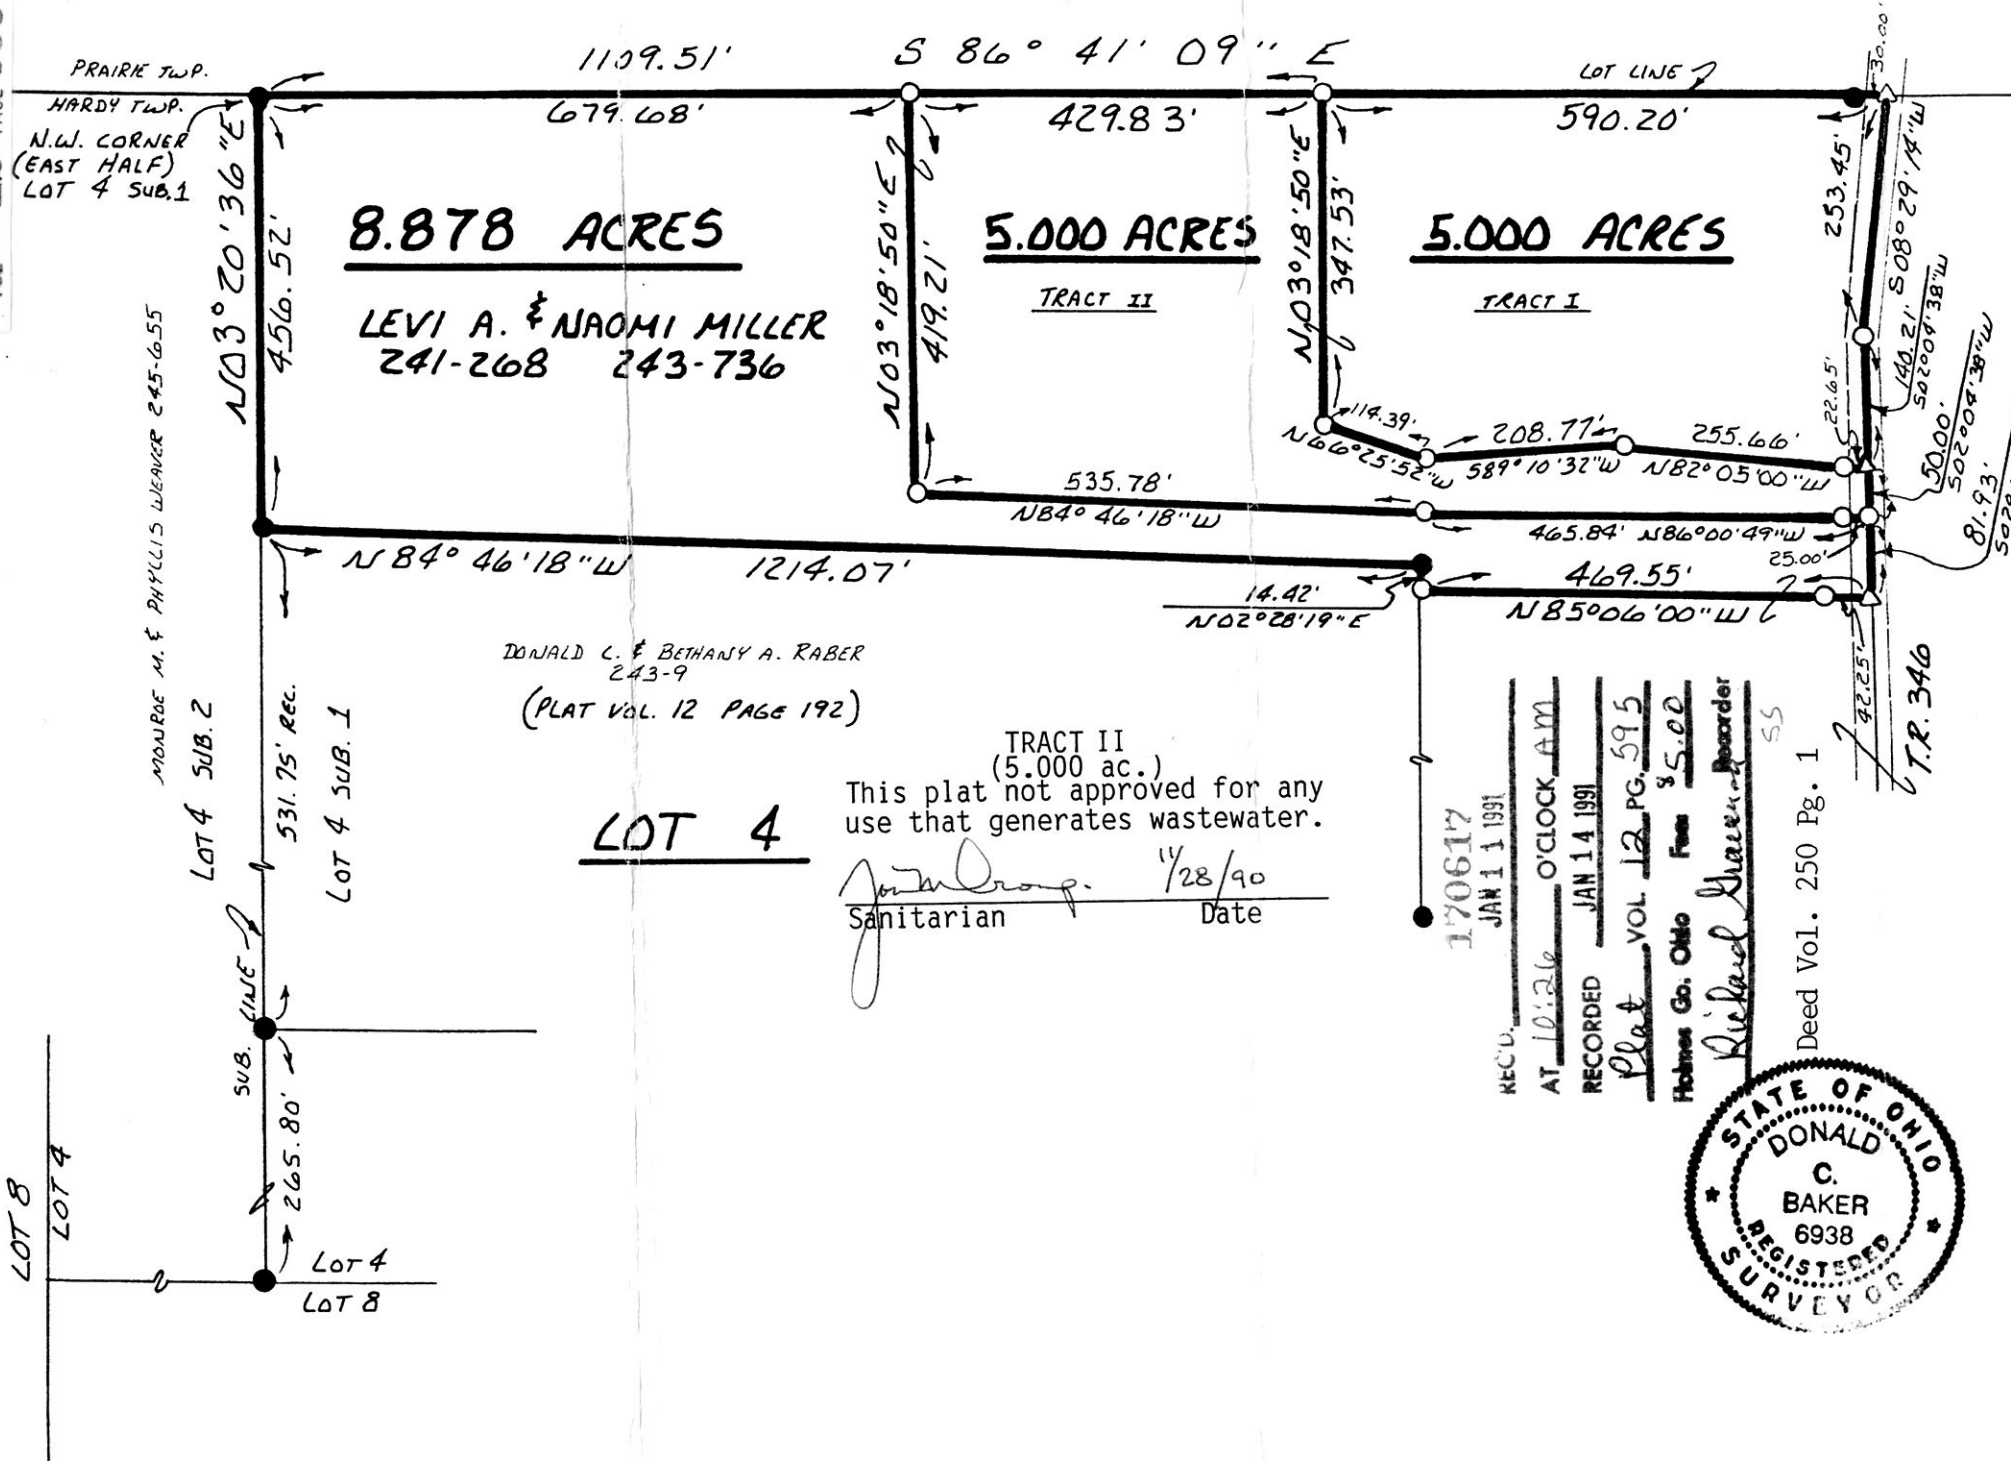 1109.51' S 86° 41' 09" E
PRAIRIE TWP.
HARDY TWP.
N.W. CORNER
(EAST HALF)
LOT 4 SUB.1
679.68'
429.83'
LOT LINE
590.20'
30.00'
N03°20'36"E
456.52'
8.878 ACRES
LEVI A. & NAOMI MILLER
241-268 243-736
N03°18'50"E
419.21'
5.000 ACRES
TRACT II
N03°18'50"E
347.53'
5.000 ACRES
TRACT I
253.45'
S08°29'14"W
140.21'
S02°04'38"W
22.65'
50.00'
S02°04'38"W
81.93'
114.39'
N66°25'52"W
208.77'
S89°10'32"W
255.66'
N82°05'00"W
535.78'
N84°46'18"W
465.84' N86°00'49"W
25.00'
N 84° 46'18"W 1214.07'
14.42'
N02°28'19"E
469.55'
N85°06'00"W
42.25'
T.R. 346
MONROE M. & PHYLLIS WEAVER 245-655
LOT 4 SUB. 2
531.75' REC.
LOT 4 SUB. 1
DONALD C. & BETHANY A. RABER
243-9
(PLAT VOL. 12 PAGE 192)
LOT 4
TRACT II
(5.000 ac.)
This plat not approved for any
use that generates wastewater.
11/28/90
Sanitarian Date
170617
REC'D. JAN 11 1991
AT 10:26 O'CLOCK AM
RECORDED JAN 14 1991
Plat VOL. 12 PG. 595
Holmes Co. Ohio Fees $5.00
Richard Recorder
SS
Deed Vol. 250 Pg. 1
SUB. LINE
265.80'
LOT 8
LOT 4
LOT 4
LOT 8
STATE OF OHIO
DONALD
C.
BAKER
6938
REGISTERED
SURVEYOR